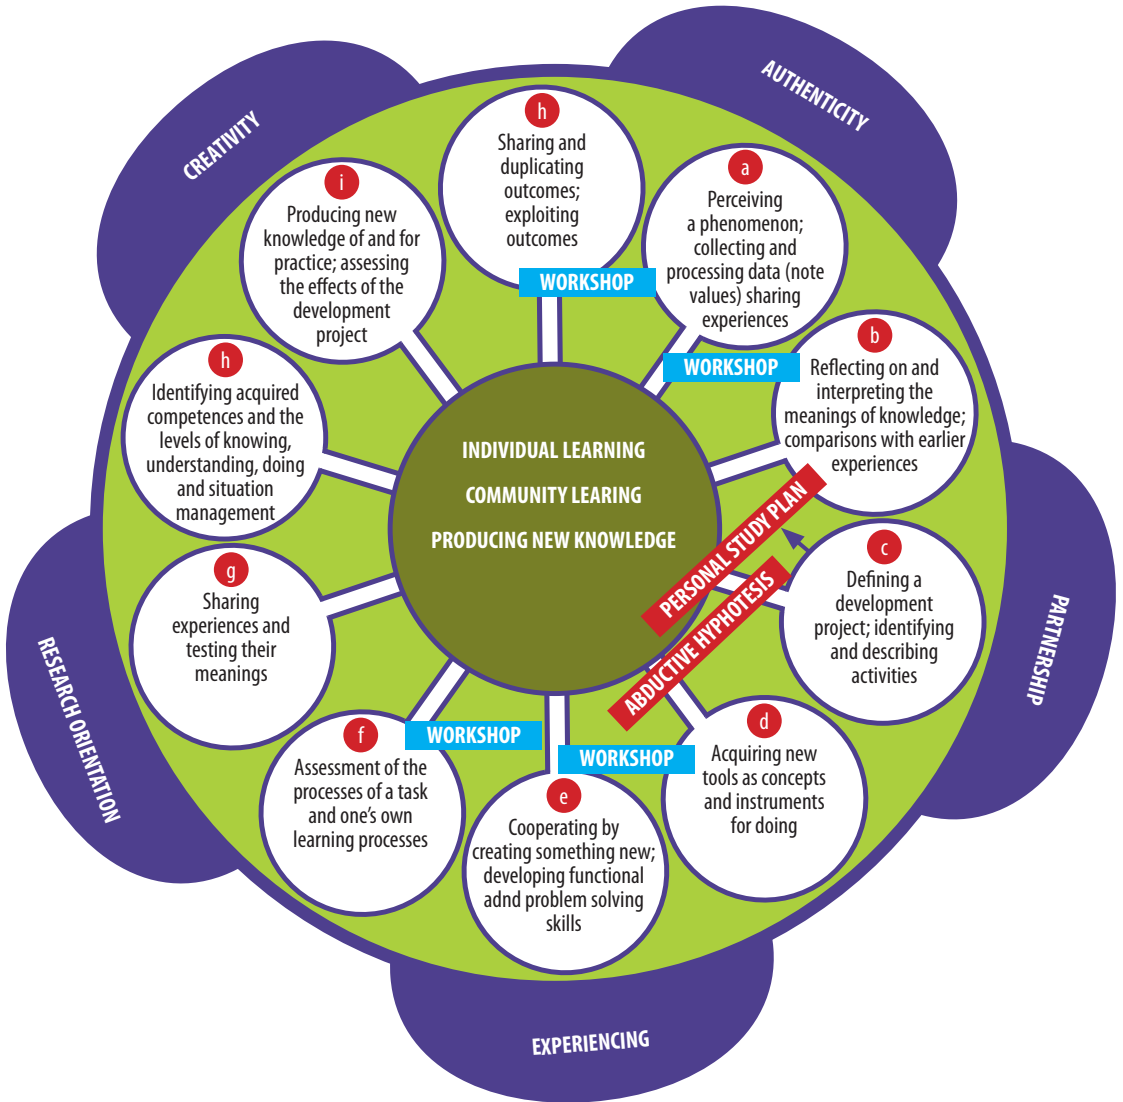 CREATIVITY
AUTHENTICITY
h
Sharing and
duplicating
outcomes;
exploiting
outcomes
WORKSHOP
a
Perceiving
a phenomenon;
collecting and
processing data (note
values) sharing
experiences
WORKSHOP
b
Reflecting on and
interpreting the
meanings of knowledge;
comparisons with earlier
experiences
PERSONAL STUDY PLAN
c
Defining a
development
project; identifying
and describing
activities
PARTNERSHIP
ABDUCTIVE HYPHOTESIS
d
Acquiring new
tools as concepts
and instruments
for doing
WORKSHOP
e
Cooperating by
creating something new;
developing functional
adnd problem solving
skills
EXPERIENCING
WORKSHOP
f
Assessment of the
processes of a task
and one’s own
learning processes
g
Sharing
experiences and
testing their
meanings
RESEARCH ORIENTATION
h
Identifying acquired
competences and the
levels of knowing,
understanding, doing
and situation
management
i
Producing new
knowledge of and for
practice; assessing
the effects of the
development
project
INDIVIDUAL LEARNING
COMMUNITY LEARING
PRODUCING NEW KNOWLEDGE